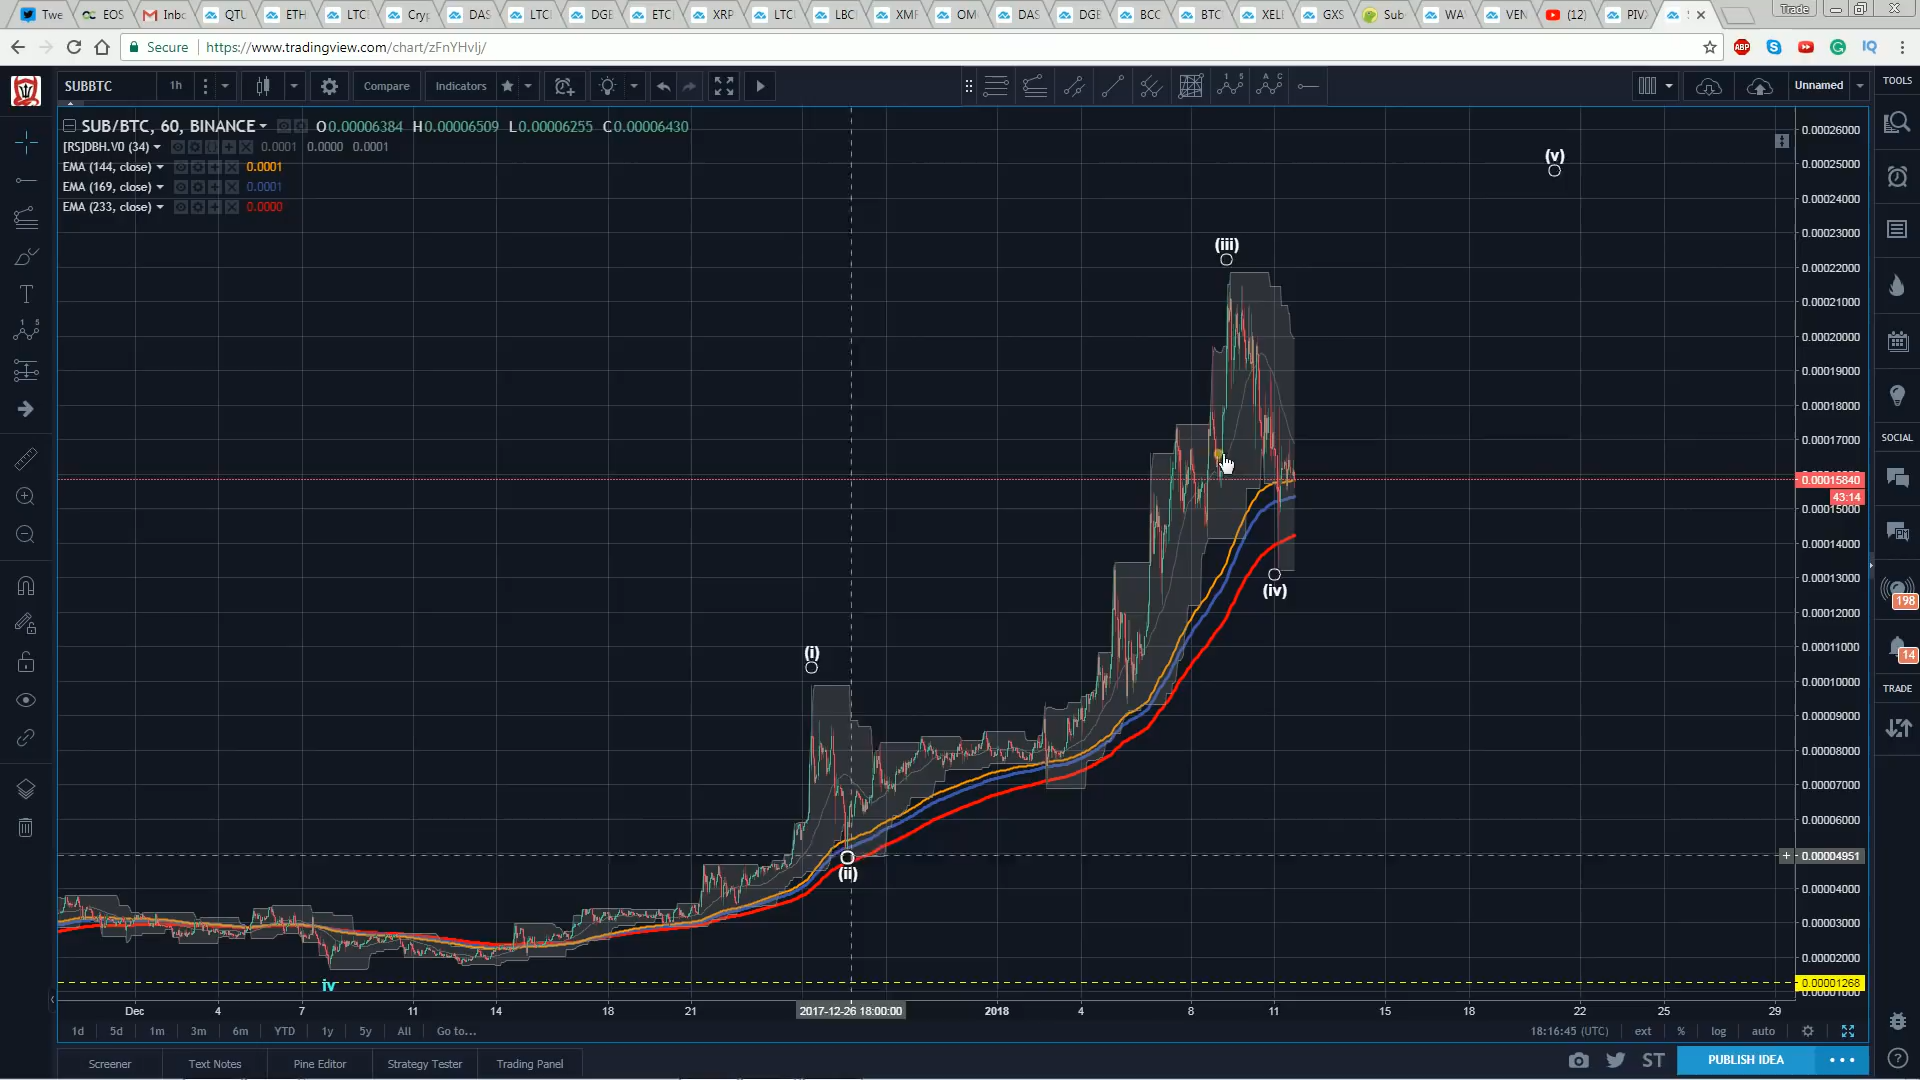 Twe EOS Inbc QTU ETH LTC Cryp DAS LTC DGE ETC XRP LTC LBC XMF OM DAS DGE BCC BTC XELL GXS Sub WA VEN (12) PIV Trade
Secure https://www.tradingview.com/chart/zFnYHvlj/ ABP IQ
SUBBTC 1h Compare Indicators Unnamed TOOLS
SUB/BTC, 60, BINANCE O0.00006384 H0.00006509 L0.00006255 C0.00006430
[RS]DBH.V0 (34) 0.0001 0.0000 0.0001
EMA (144, close) 0.0001
EMA (169, close) 0.0001
EMA (233, close) 0.0000
(v)
(iii)
(iv)
(i)
(ii)
iv
0.00026000
0.00025000
0.00024000
0.00023000
0.00022000
0.00021000
0.00020000
0.00019000
0.00018000
0.00017000
0.00015840
43:14
0.00015000
0.00014000
0.00013000
0.00012000
0.00011000
0.00010000
0.00009000
0.00008000
0.00007000
0.00006000
0.00004951
0.00004000
0.00003000
0.00002000
0.00001268
SOCIAL
198
14
TRADE
Dec 4 7 11 14 18 21 2017-12-26 18:00:00 2018 4 8 11 15 18 22 25 29
1d 5d 1m 3m 6m YTD 1y 5y All Go to... 18:16:45 (UTC) ext % log auto
Screener Text Notes Pine Editor Strategy Tester Trading Panel ST PUBLISH IDEA